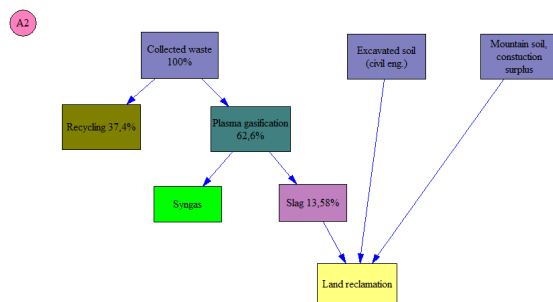 A2
Collected waste
100%
Excavated soil
(civil eng.)
Mountain soil,
constuction
surplus
Recycling 37,4%
Plasma gasification
62,6%
Syngas
Slag 13,58%
Land reclamation